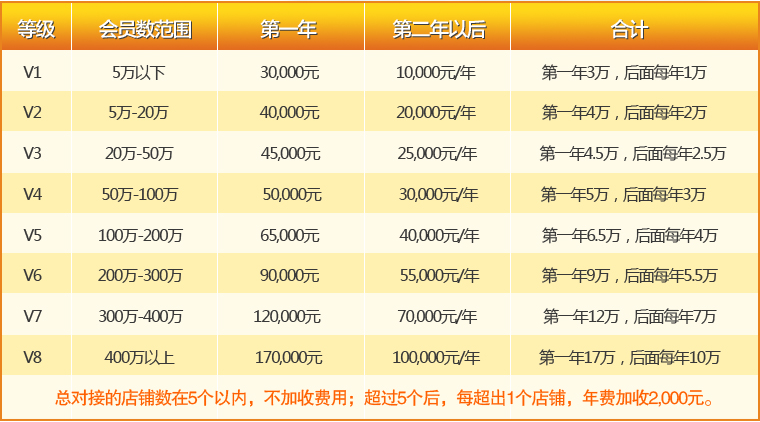 等级 会员数范围 第一年 第二年以后 合计
V1 5万以下 30,000元 10,000元/年 第一年3万，后面每年1万
V2 5万-20万 40,000元 20,000元/年 第一年4万，后面每年2万
V3 20万-50万 45,000元 25,000元/年 第一年4.5万，后面每年2.5万
V4 50万-100万 50,000元 30,000元/年 第一年5万，后面每年3万
V5 100万-200万 65,000元 40,000元/年 第一年6.5万，后面每年4万
V6 200万-300万 90,000元 55,000元/年 第一年9万，后面每年5.5万
V7 300万-400万 120,000元 70,000元/年 第一年12万，后面每年7万
V8 400万以上 170,000元 100,000元/年 第一年17万，后面每年10万
总对接的店铺数在5个以内，不加收费用；超过5个后，每超出1个店铺，年费加收2,000元。